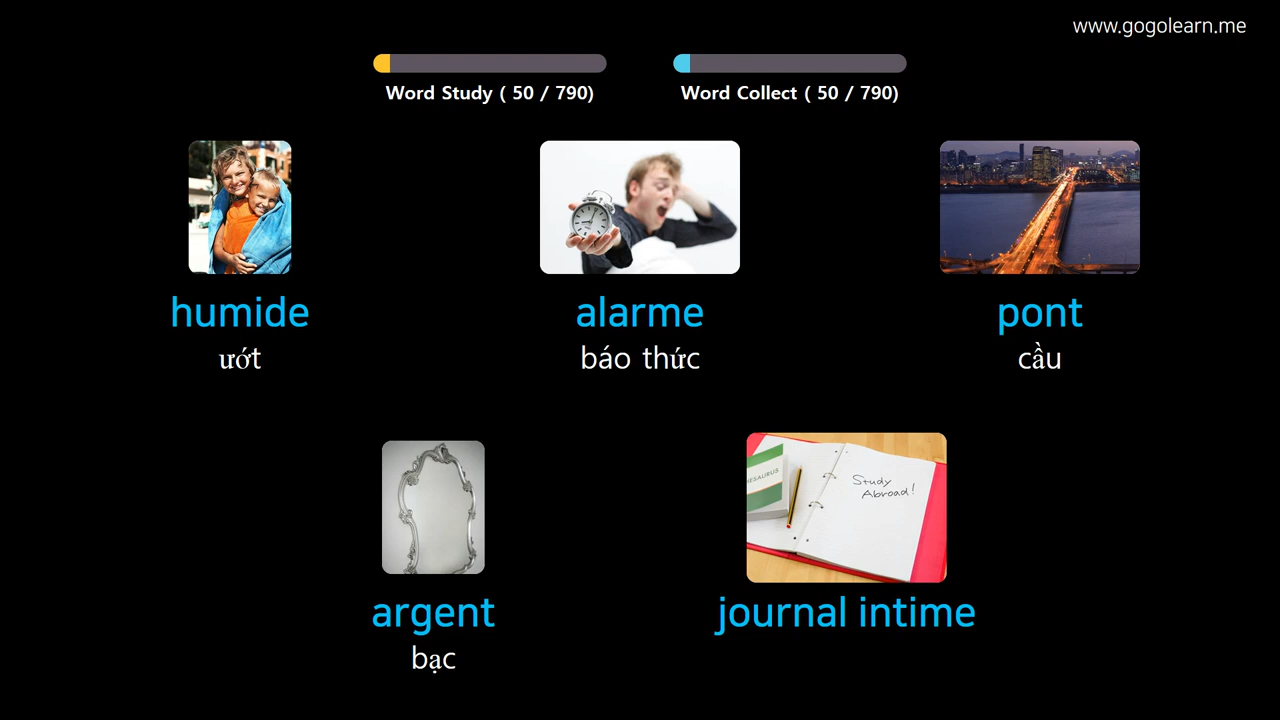 www.gogolearn.me
Word Study ( 50 / 790)
Word Collect ( 50 / 790)
humide
ướt
alarme
báo thức
pont
cầu
argent
bạc
Study
Abroad!
journal intime